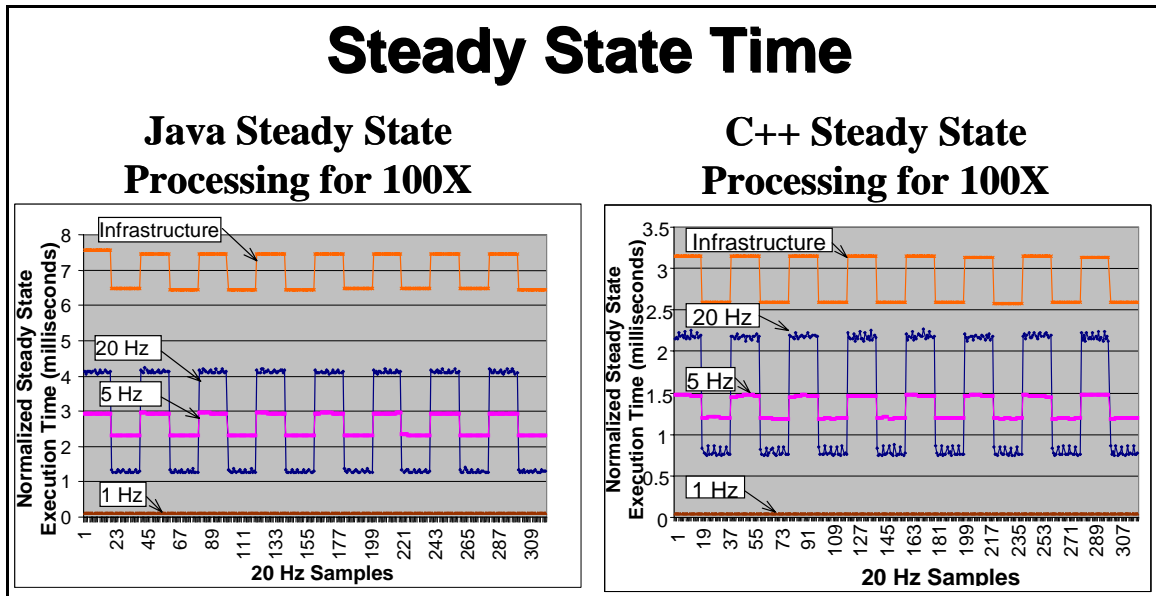 Steady State Time
Java Steady State
Processing for 100X
Normalized Steady State
Execution Time (milliseconds)
8
7
6
5
4
3
2
1
0
Infrastructure
20 Hz
5 Hz
1 Hz
1 23 45 67 89 111 133 155 177 199 221 243 265 287 309
20 Hz Samples
C++ Steady State
Processing for 100X
Normalized Steady State
Execution Time (milliseconds)
3.5
3
2.5
2
1.5
1
0.5
0
Infrastructure
20 Hz
5 Hz
1 Hz
1 19 37 55 73 91 109 127 145 163 181 199 217 235 253 271 289 307
20 Hz Samples